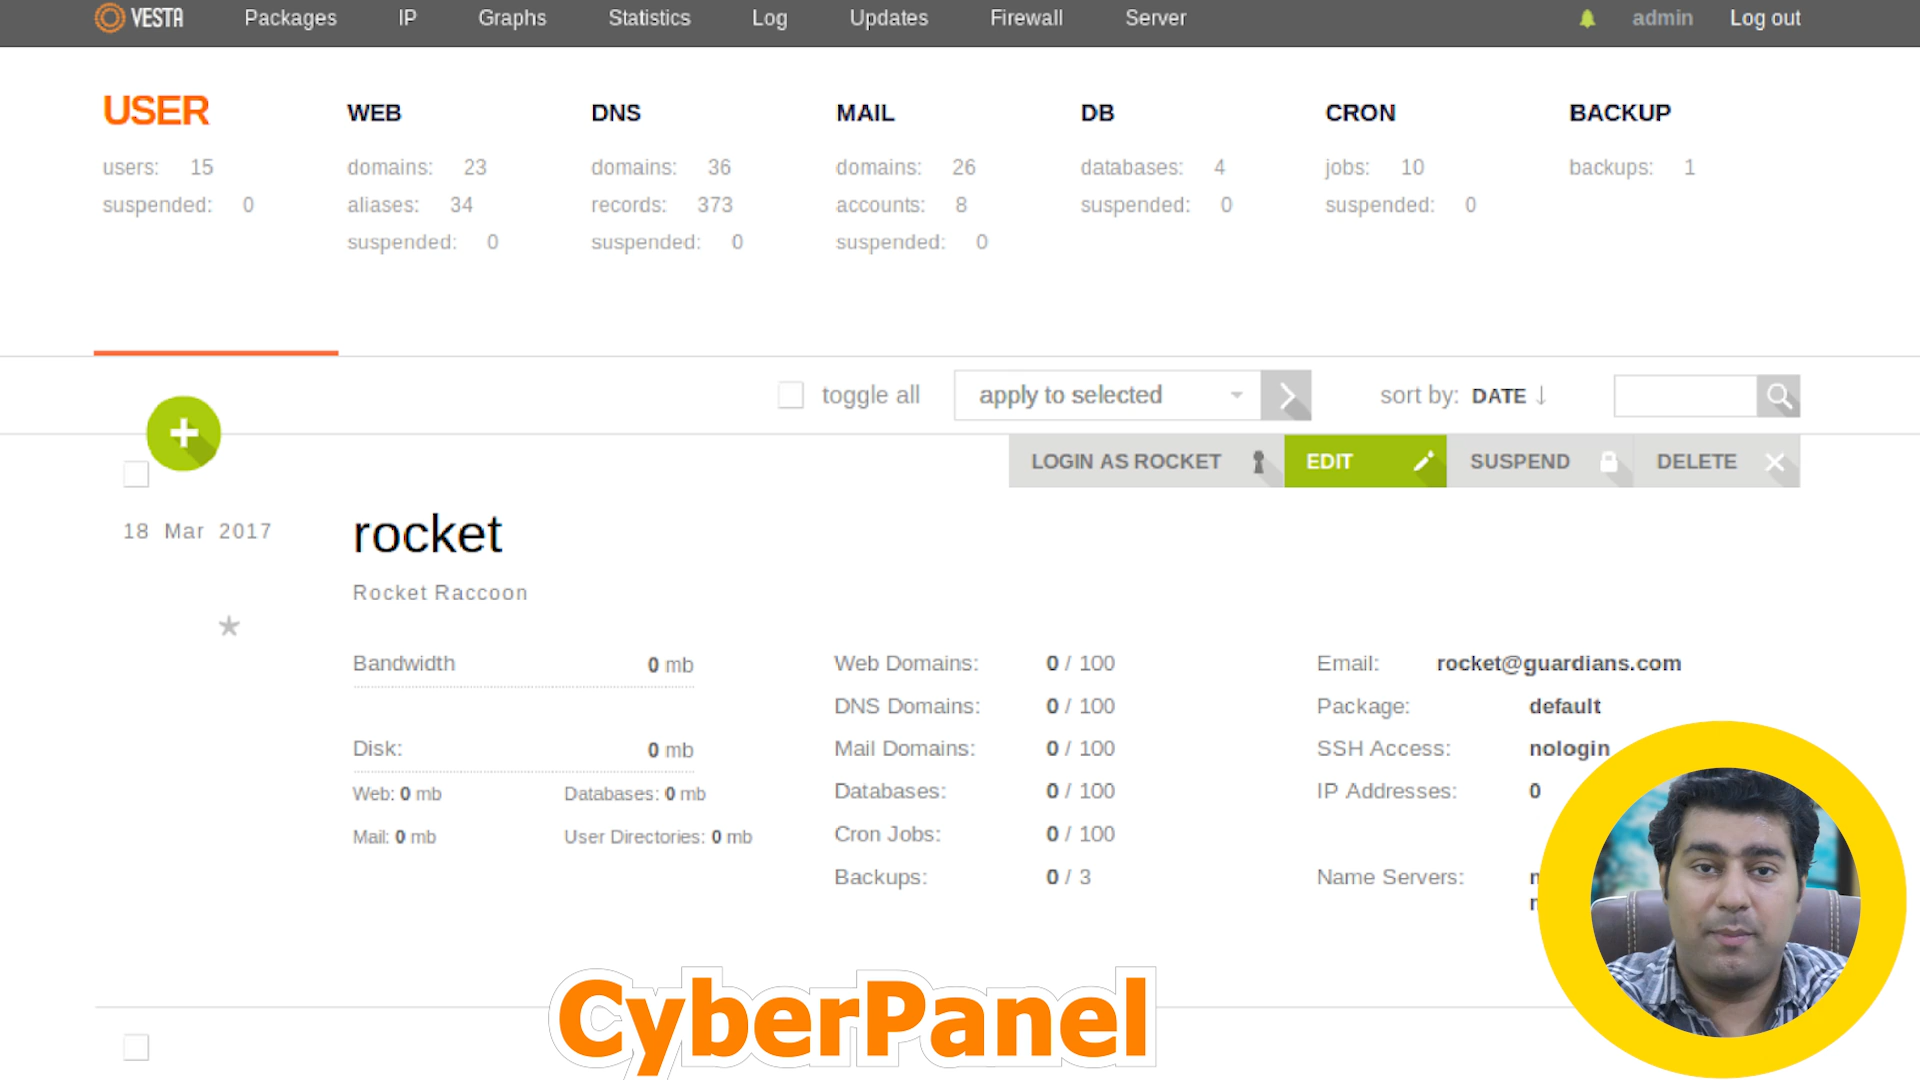 VESTA Packages IP Graphs Statistics Log Updates Firewall Server admin Log out
USER WEB DNS MAIL DB CRON BACKUP
users: 15 domains: 23 domains: 36 domains: 26 databases: 4 jobs: 10 backups: 1
suspended: 0 aliases: 34 records: 373 accounts: 8 suspended: 0 suspended: 0
suspended: 0 suspended: 0 suspended: 0
toggle all apply to selected sort by: DATE ↓
LOGIN AS ROCKET EDIT SUSPEND DELETE
18 Mar 2017 rocket
Rocket Raccoon
Bandwidth 0 mb Web Domains: 0 / 100 Email: rocket@guardians.com
DNS Domains: 0 / 100 Package: default
Disk: 0 mb Mail Domains: 0 / 100 SSH Access: nologin
Web: 0 mb Databases: 0 mb Databases: 0 / 100 IP Addresses: 0
Mail: 0 mb User Directories: 0 mb Cron Jobs: 0 / 100
Backups: 0 / 3 Name Servers:
CyberPanel